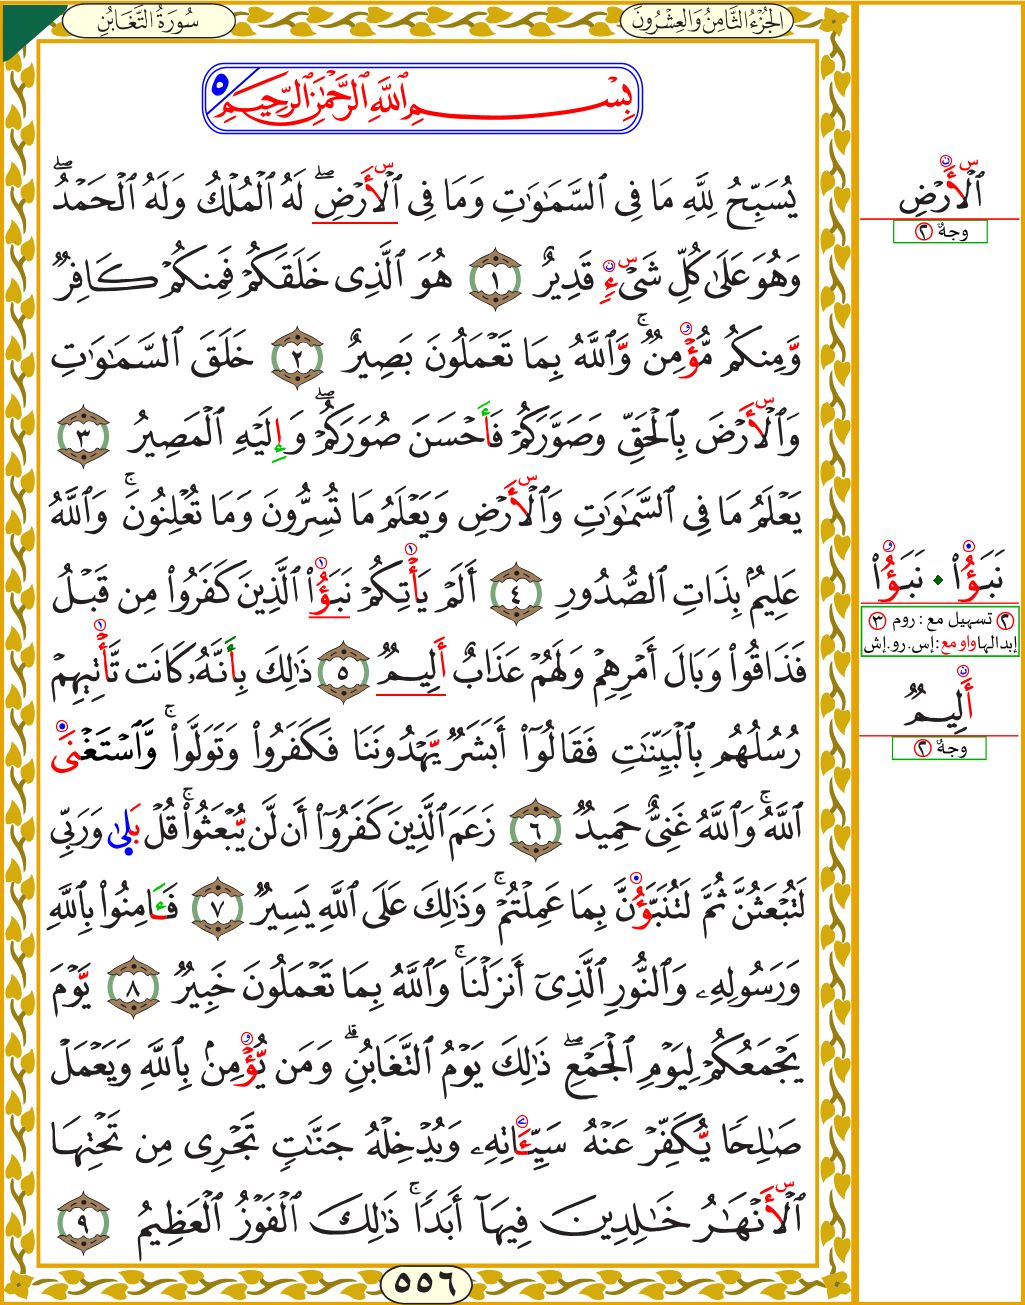 سُورَةُ التَّغَابُنِ
الجُزْءُ الثَّامِنُ وَالعِشْرُونَ
بِسْمِ ٱللَّهِ ٱلرَّحْمَٰنِ ٱلرَّحِيمِ ٥
يُسَبِّحُ لِلَّهِ مَا فِى ٱلسَّمَٰوَٰتِ وَمَا فِى ٱلْأَرْضِۖ لَهُ ٱلْمُلْكُ وَلَهُ ٱلْحَمْدُۖ
وَهُوَ عَلَىٰ كُلِّ شَىْءٍۢ قَدِيرٌ ١ هُوَ ٱلَّذِى خَلَقَكُمْ فَمِنكُمْ كَافِرٌۭ
وَمِنكُم مُّؤْمِنٌۭۚ وَٱللَّهُ بِمَا تَعْمَلُونَ بَصِيرٌ ٢ خَلَقَ ٱلسَّمَٰوَٰتِ
وَٱلْأَرْضَ بِٱلْحَقِّ وَصَوَّرَكُمْ فَأَحْسَنَ صُوَرَكُمْۖ وَإِلَيْهِ ٱلْمَصِيرُ ٣
يَعْلَمُ مَا فِى ٱلسَّمَٰوَٰتِ وَٱلْأَرْضِ وَيَعْلَمُ مَا تُسِرُّونَ وَمَا تُعْلِنُونَۚ وَٱللَّهُ
عَلِيمٌۢ بِذَاتِ ٱلصُّدُورِ ٤ أَلَمْ يَأْتِكُمْ نَبَؤُا۟ ٱلَّذِينَ كَفَرُوا۟ مِن قَبْلُ
فَذَاقُوا۟ وَبَالَ أَمْرِهِمْ وَلَهُمْ عَذَابٌ أَلِيمٌۭ ٥ ذَٰلِكَ بِأَنَّهُۥ كَانَت تَّأْتِيهِمْ
رُسُلُهُم بِٱلْبَيِّنَٰتِ فَقَالُوٓا۟ أَبَشَرٌۭ يَهْدُونَنَا فَكَفَرُوا۟ وَتَوَلَّوا۟ۚ وَّٱسْتَغْنَى
ٱللَّهُۚ وَٱللَّهُ غَنِىٌّ حَمِيدٌۭ ٦ زَعَمَ ٱلَّذِينَ كَفَرُوٓا۟ أَن لَّن يُبْعَثُوا۟ۚ قُلْ بَلَىٰ وَرَبِّى
لَتُبْعَثُنَّ ثُمَّ لَتُنَبَّؤُنَّ بِمَا عَمِلْتُمْۚ وَذَٰلِكَ عَلَى ٱللَّهِ يَسِيرٌۭ ٧ فَـَٔامِنُوا۟ بِٱللَّهِ
وَرَسُولِهِۦ وَٱلنُّورِ ٱلَّذِىٓ أَنزَلْنَاۚ وَٱللَّهُ بِمَا تَعْمَلُونَ خَبِيرٌۭ ٨ يَوْمَ
يَجْمَعُكُمْ لِيَوْمِ ٱلْجَمْعِۖ ذَٰلِكَ يَوْمُ ٱلتَّغَابُنِۗ وَمَن يُؤْمِنۢ بِٱللَّهِ وَيَعْمَلْ
صَٰلِحًۭا يُكَفِّرْ عَنْهُ سَيِّـَٔاتِهِۦ وَيُدْخِلْهُ جَنَّٰتٍۢ تَجْرِى مِن تَحْتِهَا
ٱلْأَنْهَٰرُ خَٰلِدِينَ فِيهَآ أَبَدًۭاۚ ذَٰلِكَ ٱلْفَوْزُ ٱلْعَظِيمُ ٩
٥٥٦
ٱلْأَرْضِ
٢ وجهٌ
نَبَؤُا۟ • نَبَؤُا۟
٢ تسهيل مع : روم ٣
إبدالها واو مع : إس. رو. إش
أَلِيمٌۭ
٢ وجهٌ